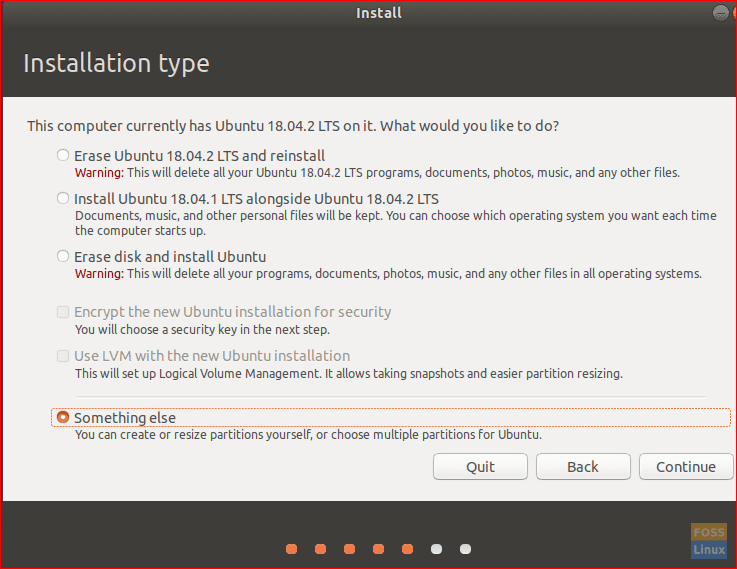 Install
Installation type
This computer currently has Ubuntu 18.04.2 LTS on it. What would you like to do?
Erase Ubuntu 18.04.2 LTS and reinstall
Warning: This will delete all your Ubuntu 18.04.2 LTS programs, documents, photos, music, and any other files.
Install Ubuntu 18.04.1 LTS alongside Ubuntu 18.04.2 LTS
Documents, music, and other personal files will be kept. You can choose which operating system you want each time
the computer starts up.
Erase disk and install Ubuntu
Warning: This will delete all your programs, documents, photos, music, and any other files in all operating systems.
Encrypt the new Ubuntu installation for security
You will choose a security key in the next step.
Use LVM with the new Ubuntu installation
This will set up Logical Volume Management. It allows taking snapshots and easier partition resizing.
Something else
You can create or resize partitions yourself, or choose multiple partitions for Ubuntu.
Quit
Back
Continue
FOSS
Linux